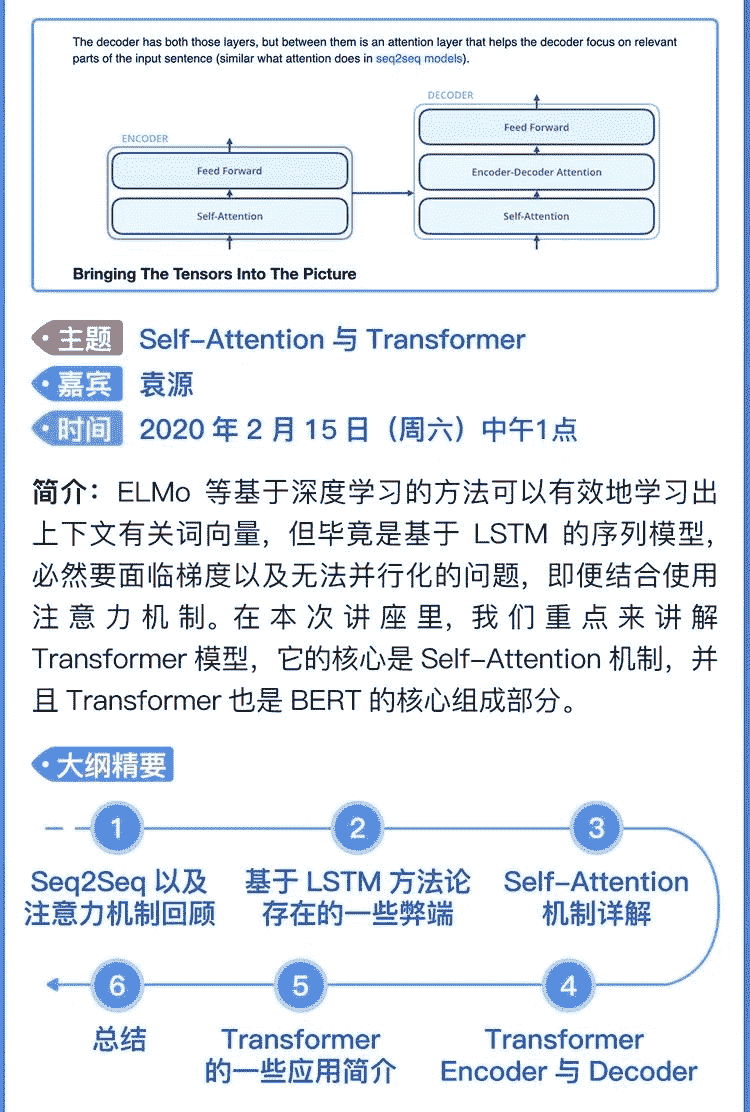 The decoder has both those layers, but between them is an attention layer that helps the decoder focus on relevant
parts of the input sentence (similar what attention does in seq2seq models).
DECODER
Feed Forward
ENCODER
Feed Forward
Encoder-Decoder Attention
Self-Attention
Self-Attention
Bringing The Tensors Into The Picture
主题 Self-Attention 与 Transformer
嘉宾 袁源
时间 2020 年 2 月 15 日（周六）中午1点
简介：ELMo 等基于深度学习的方法可以有效地学习出
上下文有关词向量，但毕竟是基于 LSTM 的序列模型，
必然要面临梯度以及无法并行化的问题，即便结合使用
注意力机制。在本次讲座里，我们重点来讲解
Transformer 模型，它的核心是 Self-Attention 机制，并
且 Transformer 也是 BERT 的核心组成部分。
大纲精要
1
2
3
Seq2Seq 以及
注意力机制回顾
基于 LSTM 方法论
存在的一些弊端
Self-Attention
机制详解
4
Transformer
Encoder 与 Decoder
5
Transformer
的一些应用简介
6
总结